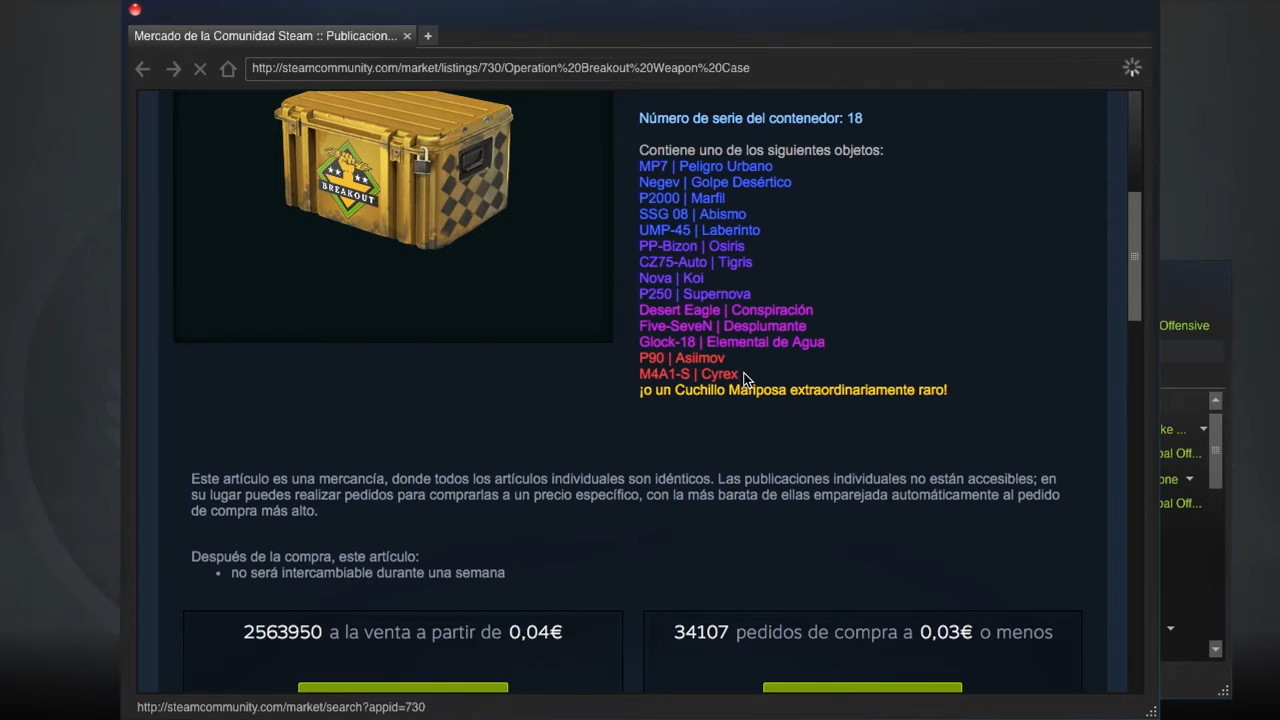 Mercado de la Comunidad Steam :: Publicacion...
http://steamcommunity.com/market/listings/730/Operation%20Breakout%20Weapon%20Case
BREAKOUT
Número de serie del contenedor: 18
Contiene uno de los siguientes objetos:
MP7 | Peligro Urbano
Negev | Golpe Desértico
P2000 | Marfil
SSG 08 | Abismo
UMP-45 | Laberinto
PP-Bizon | Osiris
CZ75-Auto | Tigris
Nova | Koi
P250 | Supernova
Desert Eagle | Conspiración
Five-SeveN | Desplumante
Glock-18 | Elemental de Agua
P90 | Asiimov
M4A1-S | Cyrex
¡o un Cuchillo Mariposa extraordinariamente raro!
Este artículo es una mercancía, donde todos los artículos individuales son idénticos. Las publicaciones individuales no están accesibles; en
su lugar puedes realizar pedidos para comprarlas a un precio específico, con la más barata de ellas emparejada automáticamente al pedido
de compra más alto.
Después de la compra, este artículo:
• no será intercambiable durante una semana
2563950 a la venta a partir de 0,04€
34107 pedidos de compra a 0,03€ o menos
http://steamcommunity.com/market/search?appid=730
Offensive
ke ...
bal Off...
one
bal Off...